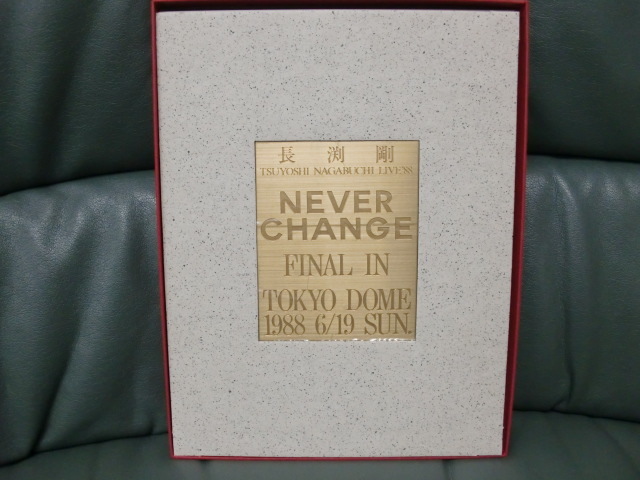 長渕剛
TSUYOSHI NAGABUCHI LIVE'88
NEVER
CHANGE
FINAL IN
TOKYO DOME
1988 6/19 SUN.